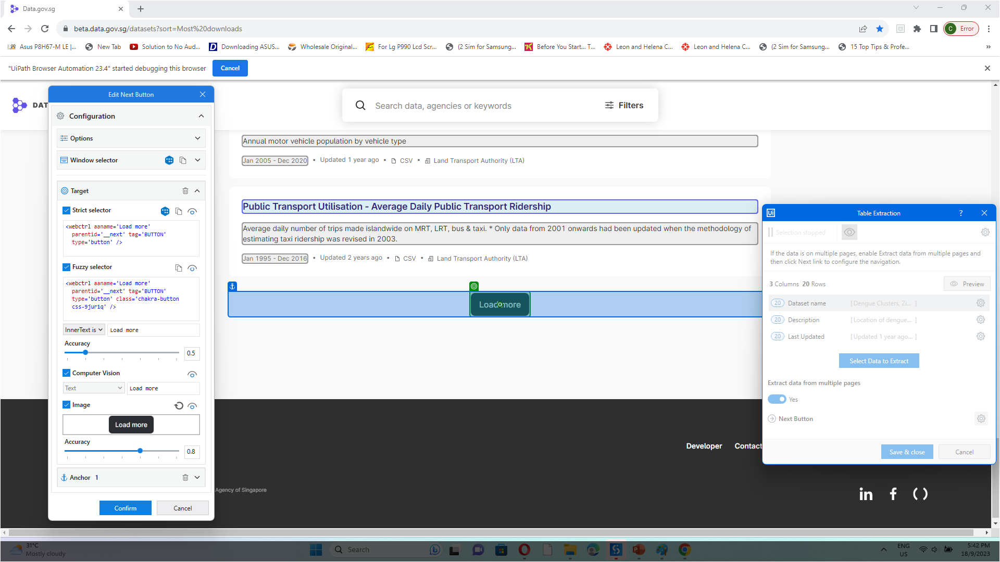 Data.gov.sg
beta.data.gov.sg/datasets?sort=Most%20downloads
C Error
Asus P8H67-M LE |...
New Tab
Solution to No Aud...
Downloading ASUS...
Wholesale Original...
For Lg P990 Lcd Scr...
(2 Sim for Samsung...
Before You Start... T...
Leon and Helena C...
Leon and Helena C...
(2 Sim for Samsung...
15 Top Tips & Profe...
"UiPath Browser Automation 23.4" started debugging this browser
Cancel
DAT
Search data, agencies or keywords
Filters
Edit Next Button
Configuration
Options
Window selector
Target
Strict selector
<webctrl aaname='Load more'
parentid='__next' tag='BUTTON'
type='button' />
Fuzzy selector
<webctrl aaname='Load more'
parentid='__next' tag='BUTTON'
type='button' class='chakra-button
css-9jur1q' />
InnerText is
Load more
Accuracy
0.5
Computer Vision
Text
Load more
Image
Load more
Accuracy
0.8
Anchor 1
Confirm
Cancel
Annual motor vehicle population by vehicle type
Jan 2005 - Dec 2020 • Updated 1 year ago • CSV • Land Transport Authority (LTA)
Public Transport Utilisation - Average Daily Public Transport Ridership
Average daily number of trips made islandwide on MRT, LRT, bus & taxi. * Only data from 2001 onwards had been updated when the methodology of
estimating taxi ridership was revised in 2003.
Jan 1995 - Dec 2016 • Updated 2 years ago • CSV • Land Transport Authority (LTA)
Load more
Ui
Table Extraction
?
Selection stopped
If the data is on multiple pages, enable Extract data from multiple pages and
then click Next link to configure the navigation.
3 Columns 20 Rows
Preview
20 Dataset name [ Dengue Clusters, Zi... ]
20 Description [ Location of dengue... ]
20 Last Updated [ Updated 1 year ago... ]
Select Data to Extract
Extract data from multiple pages
Yes
Next Button
Save & close
Cancel
Developer
Contact
Agency of Singapore
in f
31°C
Mostly cloudy
Search
ENG
US
5:42 PM
18/9/2023